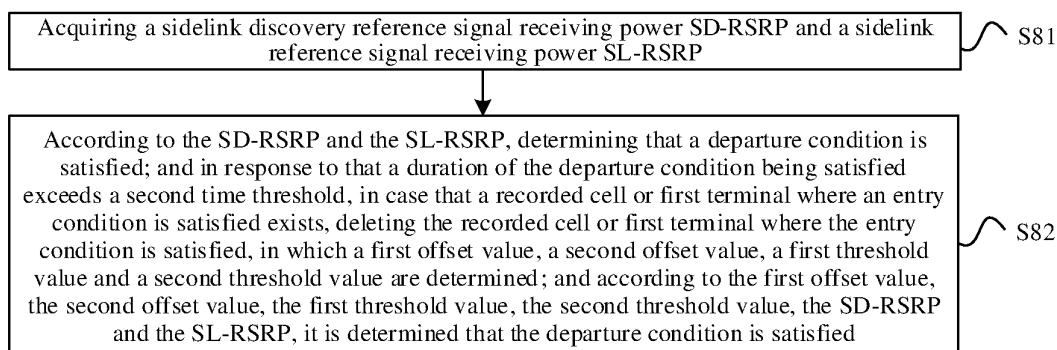 Acquiring a sidelink discovery reference signal receiving power SD-RSRP and a sidelink
reference signal receiving power SL-RSRP
S81
According to the SD-RSRP and the SL-RSRP, determining that a departure condition is
satisfied; and in response to that a duration of the departure condition being satisfied
exceeds a second time threshold, in case that a recorded cell or first terminal where an entry
condition is satisfied exists, deleting the recorded cell or first terminal where the entry
condition is satisfied, in which a first offset value, a second offset value, a first threshold
value and a second threshold value are determined; and according to the first offset value,
the second offset value, the first threshold value, the second threshold value, the SD-RSRP
and the SL-RSRP, it is determined that the departure condition is satisfied
S82